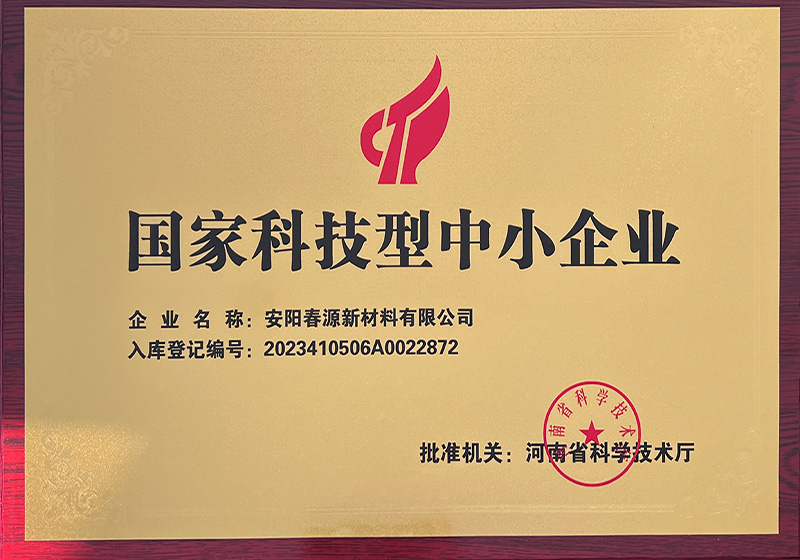 国家科技型中小企业
企业名称：安阳春源新材料有限公司
入库登记编号：2023410506A0022872
批准机关：河南省科学技术厅
南省科学技术